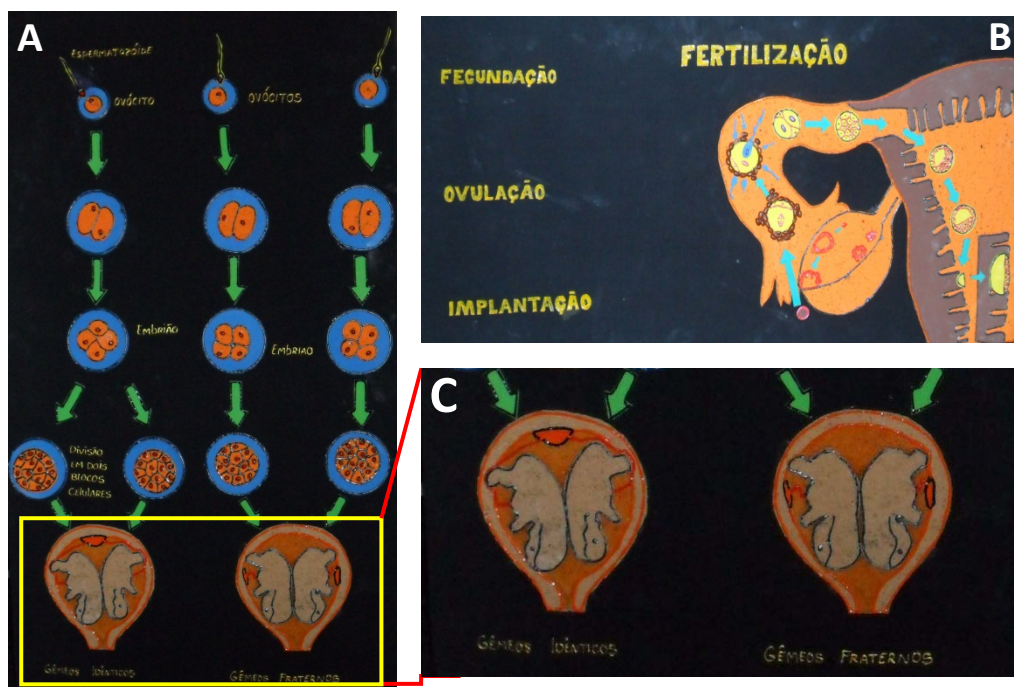 A
ESPERMATOZÓIDE
OVÓCITO
OVÓCITOS
EMBRIÃO
EMBRIAO
DIVISÃO
EM DOIS
BLOCOS
CELULARES
GÊMEOS IDÊNTICOS
GÊMEOS FRATERNOS
B
FERTILIZAÇÃO
FECUNDAÇÃO
OVULAÇÃO
IMPLANTAÇÃO
C
GÊMEOS IDÊNTICOS
GÊMEOS FRATERNOS